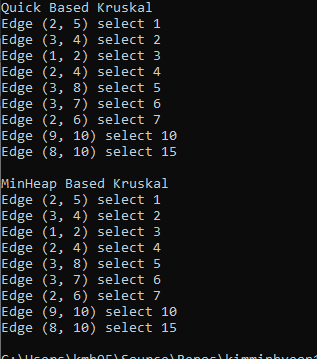 Quick Based Kruskal
Edge (2, 5) select 1
Edge (3, 4) select 2
Edge (1, 2) select 3
Edge (2, 4) select 4
Edge (3, 8) select 5
Edge (3, 7) select 6
Edge (2, 6) select 7
Edge (9, 10) select 10
Edge (8, 10) select 15
MinHeap Based Kruskal
Edge (2, 5) select 1
Edge (3, 4) select 2
Edge (1, 2) select 3
Edge (2, 4) select 4
Edge (3, 8) select 5
Edge (3, 7) select 6
Edge (2, 6) select 7
Edge (9, 10) select 10
Edge (8, 10) select 15